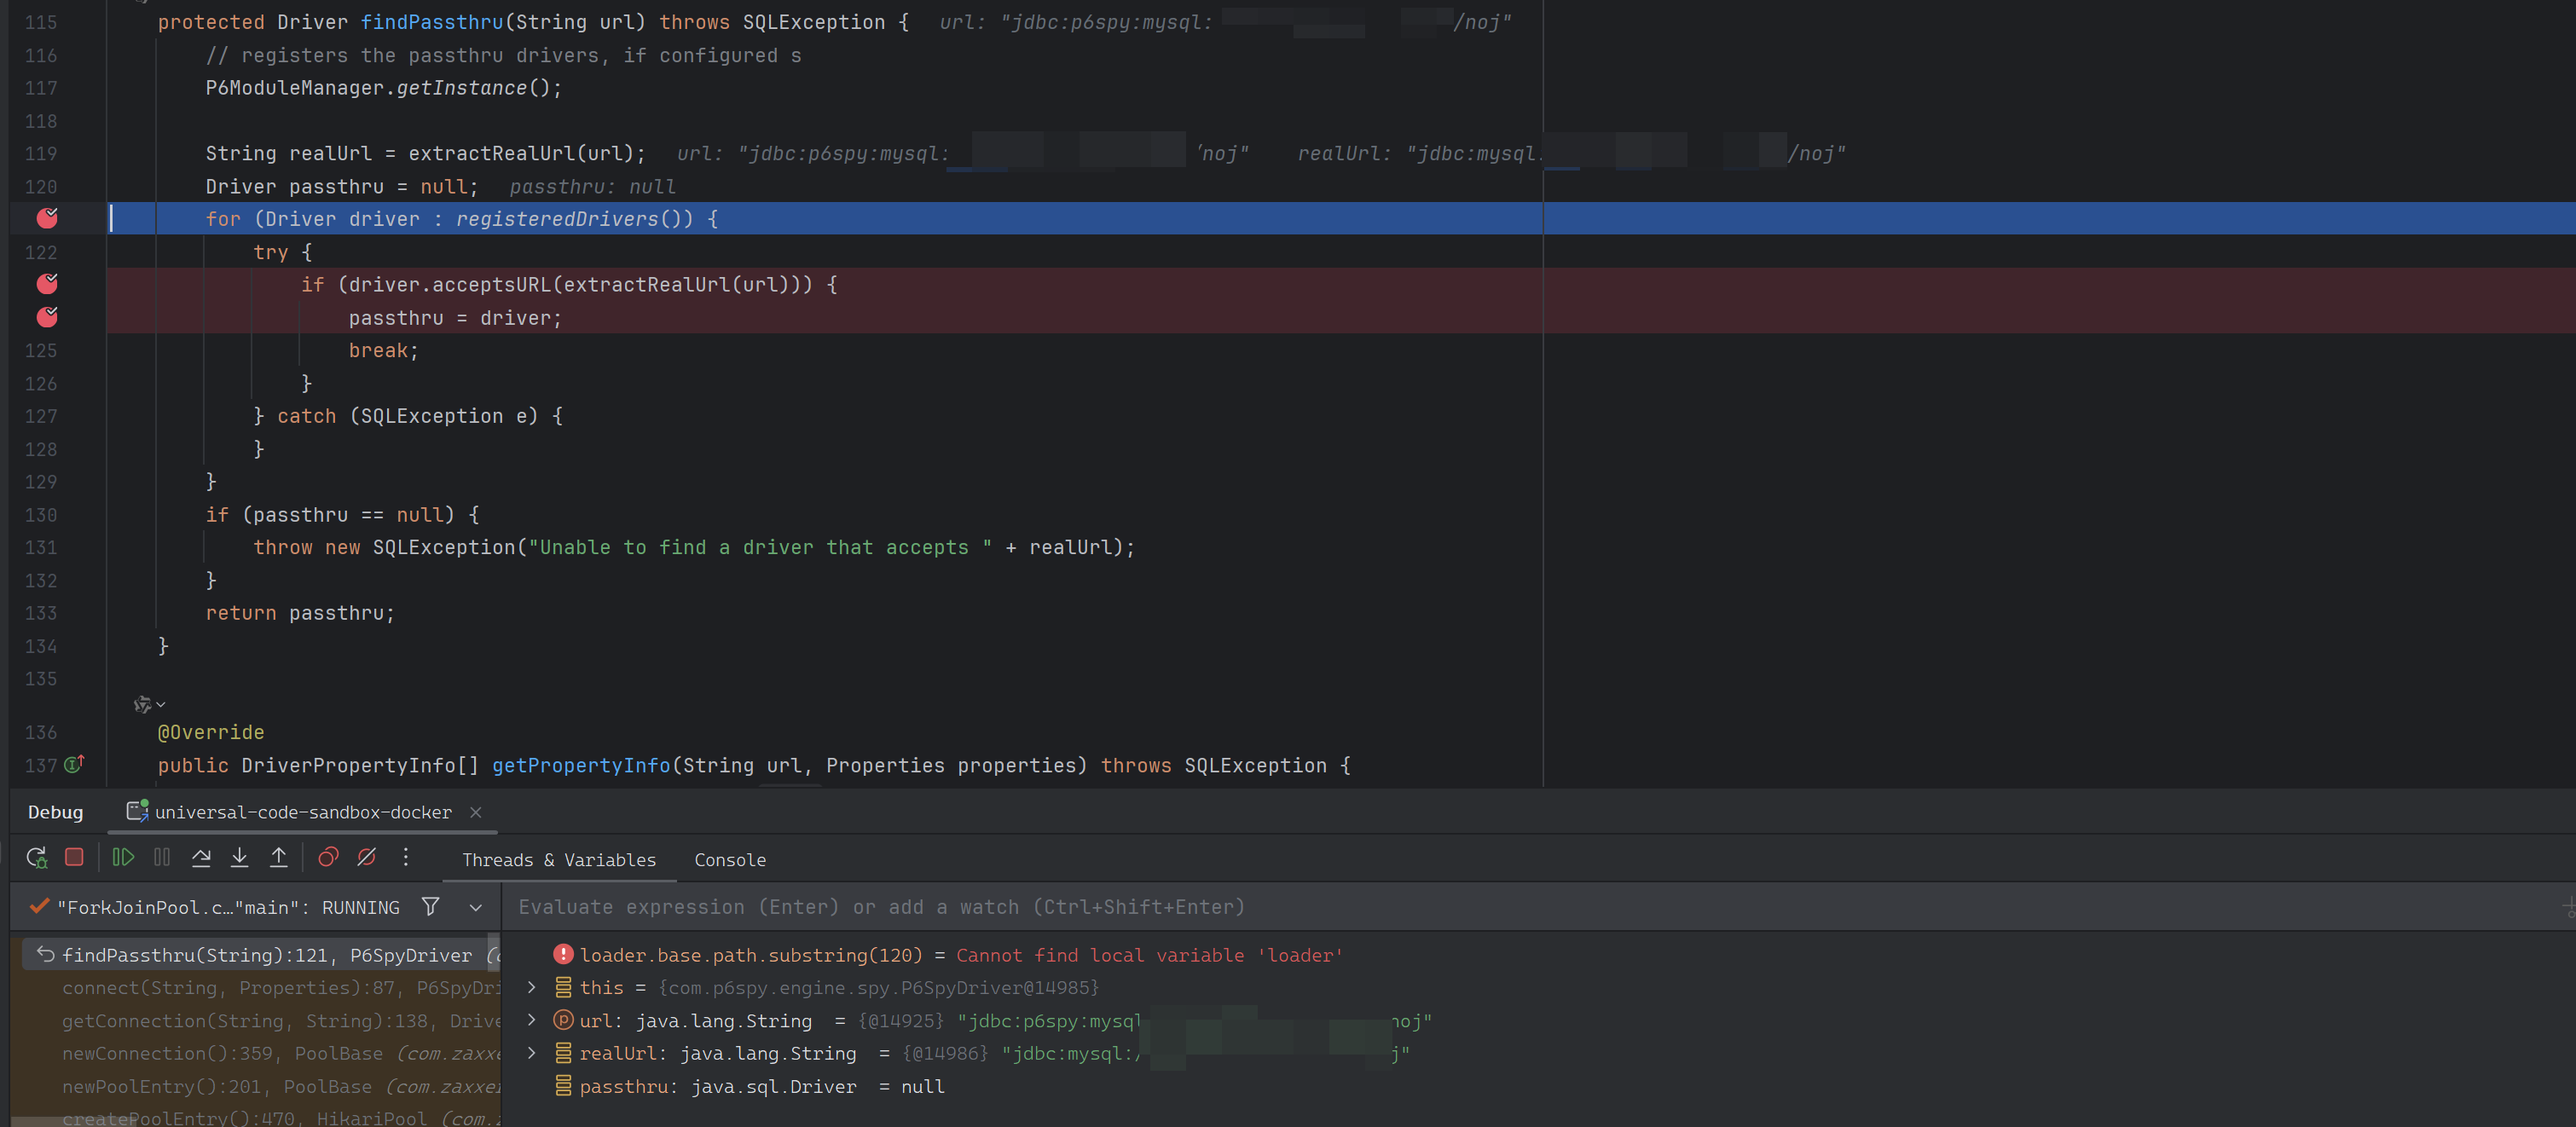 115 protected Driver findPassthru(String url) throws SQLException { url: "jdbc:p6spy:mysql: /noj"
116 // registers the passthru drivers, if configured s
117 P6ModuleManager.getInstance();
118
119 String realUrl = extractRealUrl(url); url: "jdbc:p6spy:mysql: noj" realUrl: "jdbc:mysql: /noj"
120 Driver passthru = null; passthru: null
for (Driver driver : registeredDrivers()) {
122 try {
if (driver.acceptsURL(extractRealUrl(url))) {
passthru = driver;
125 break;
126 }
127 } catch (SQLException e) {
128 }
129 }
130 if (passthru == null) {
131 throw new SQLException("Unable to find a driver that accepts " + realUrl);
132 }
133 return passthru;
134 }
135
136 @Override
137 public DriverPropertyInfo[] getPropertyInfo(String url, Properties properties) throws SQLException {
Debug universal-code-sandbox-docker
Threads & Variables Console
"ForkJoinPool.c…"main": RUNNING
Evaluate expression (Enter) or add a watch (Ctrl+Shift+Enter)
findPassthru(String):121, P6SpyDriver (c
connect(String, Properties):87, P6SpyDri
getConnection(String, String):138, Drive
newConnection():359, PoolBase (com.zaxxe
newPoolEntry():201, PoolBase (com.zaxxe
createPoolEntry():470, HikariPool (com.z
loader.base.path.substring(120) = Cannot find local variable 'loader'
this = {com.p6spy.engine.spy.P6SpyDriver@14985}
url: java.lang.String = {@14925} "jdbc:p6spy:mysql noj"
realUrl: java.lang.String = {@14986} "jdbc:mysql:/ j"
passthru: java.sql.Driver = null